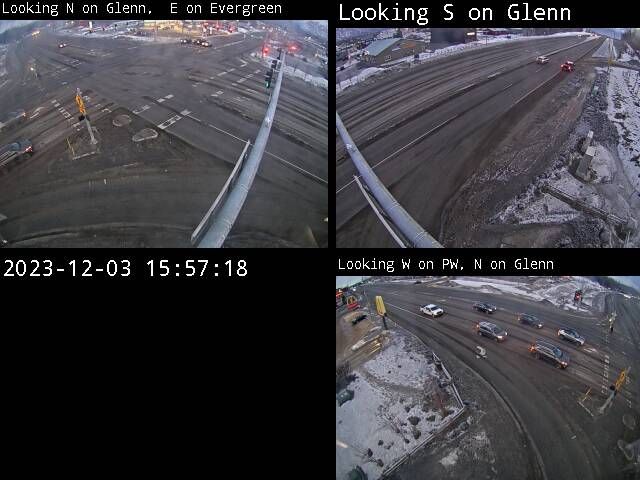 Looking N on Glenn,  E on Evergreen
Looking S on Glenn
2023-12-03 15:57:18
Looking W on PW, N on Glenn